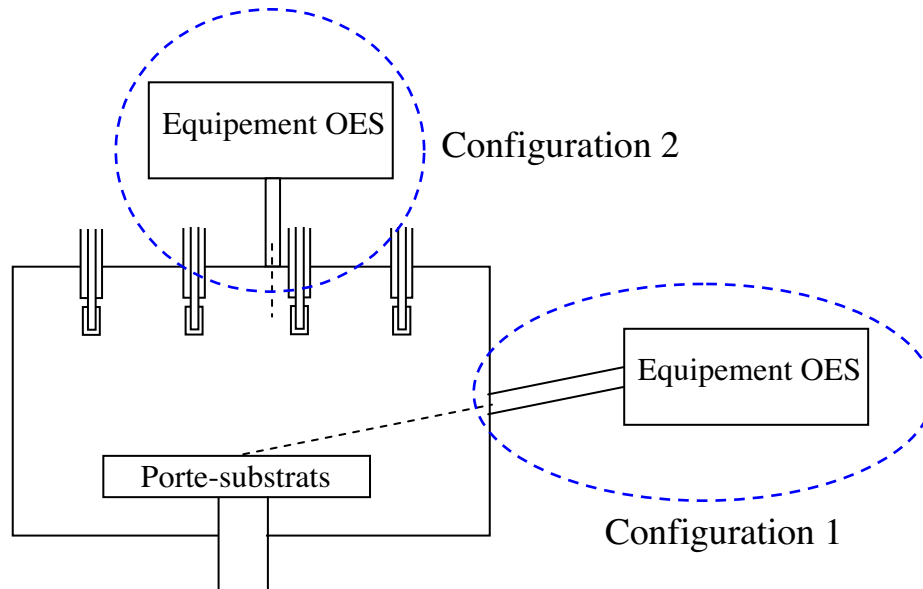 Equipement OES
Configuration 2
Equipement OES
Porte-substrats
Configuration 1